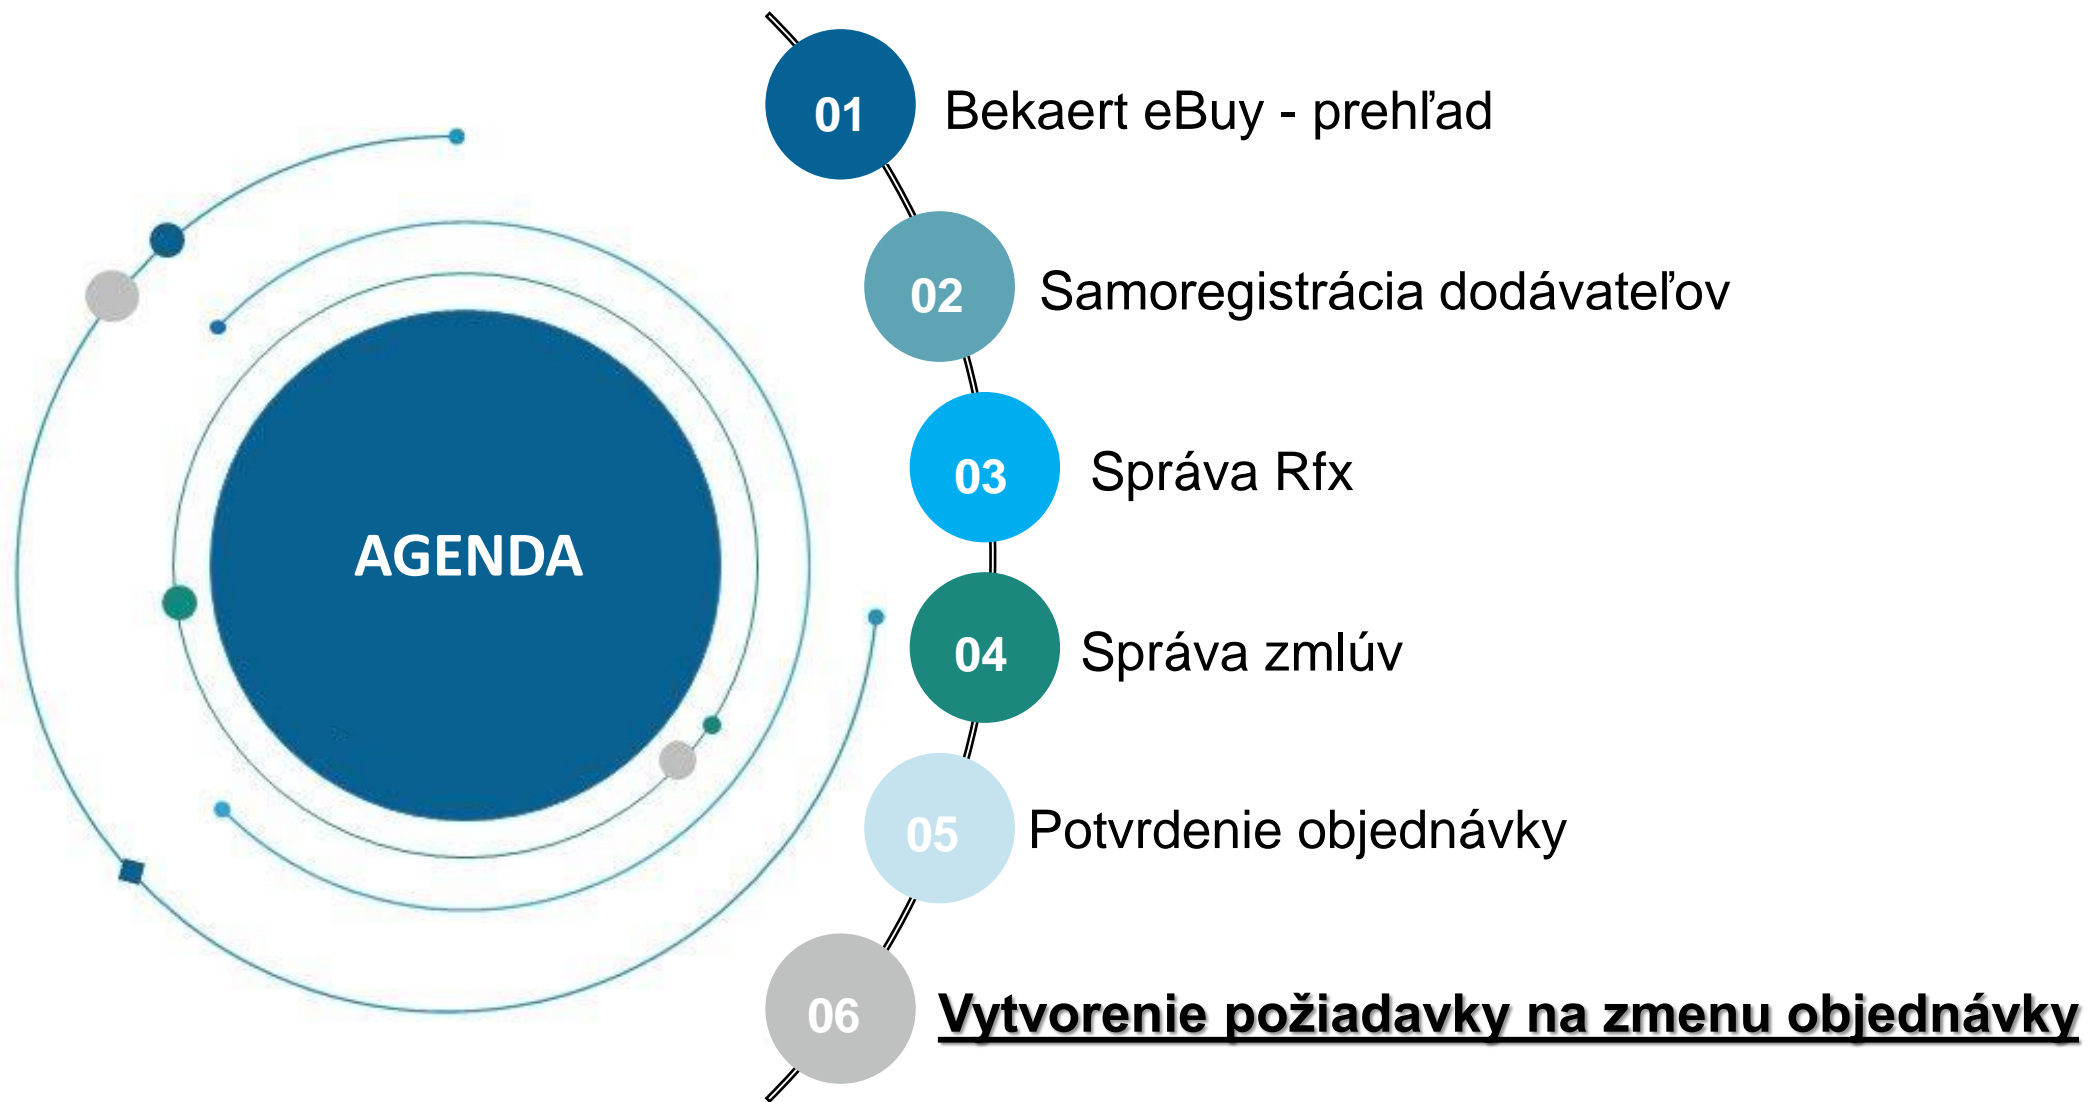 AGENDA
01 Bekaert eBuy - prehľad
02 Samoregistrácia dodávateľov
03 Správa Rfx
04 Správa zmlúv
05 Potvrdenie objednávky
06 Vytvorenie požiadavky na zmenu objednávky